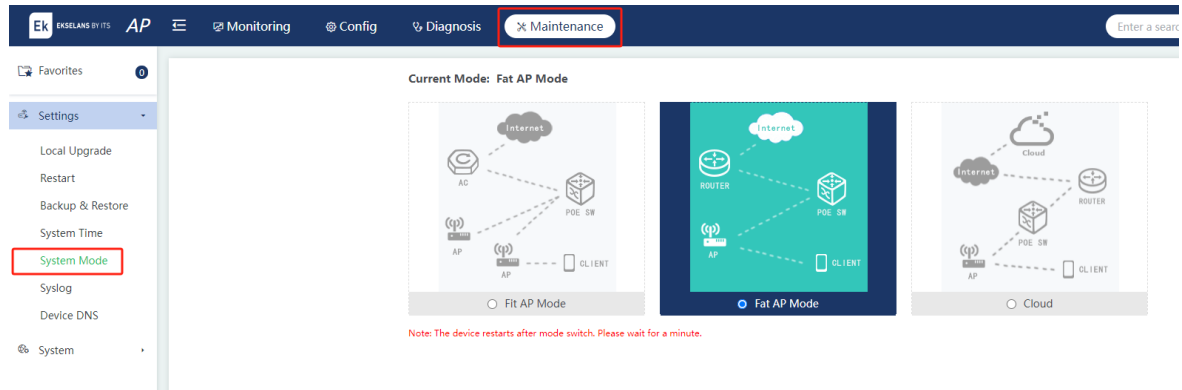 Ek EKSELANS BY ITS AP Monitoring Config Diagnosis Maintenance Enter a searc
Favorites 0
Settings
Local Upgrade
Restart
Backup & Restore
System Time
System Mode
Syslog
Device DNS
System
Current Mode: Fat AP Mode
Internet
AC
POE SW
AP
AP
CLIENT
Fit AP Mode
Internet
ROUTER
POE SW
AP
CLIENT
Fat AP Mode
Cloud
Internet
ROUTER
POE SW
AP
CLIENT
Cloud
Note: The device restarts after mode switch. Please wait for a minute.